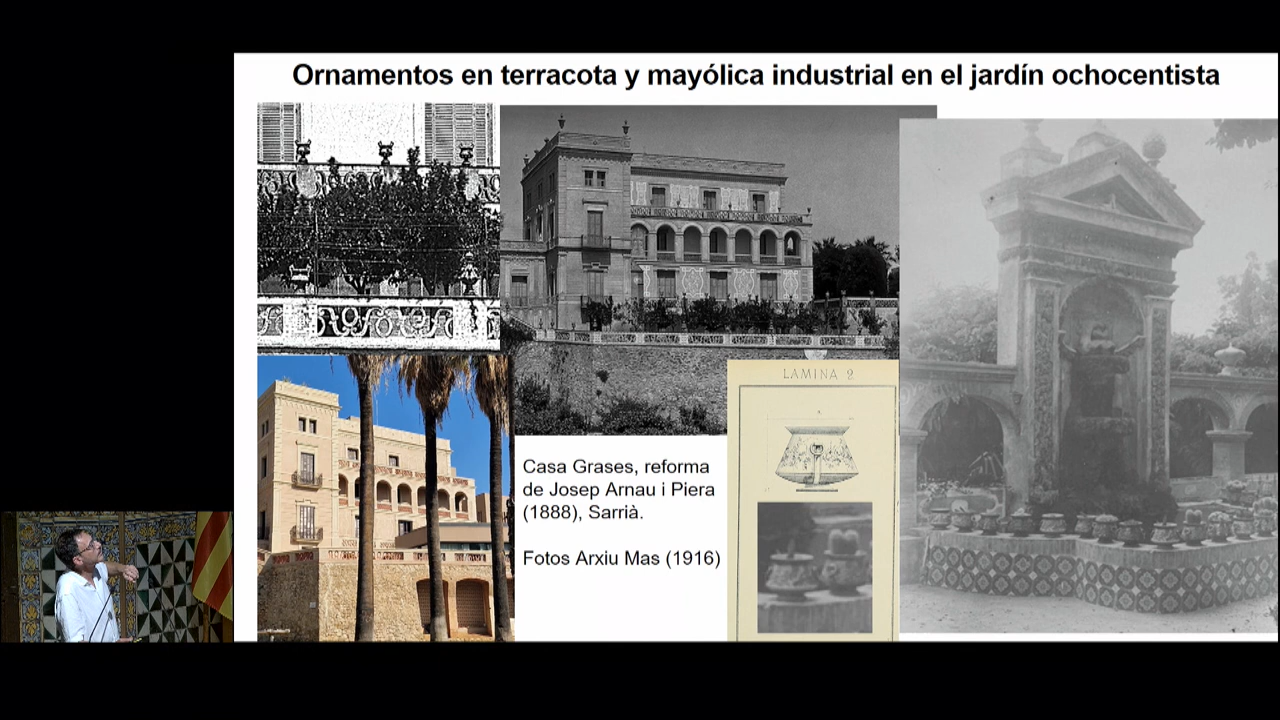 Ornamentos en terracota y mayólica industrial en el jardín ochocentista
LAMINA 2
Casa Grases, reforma
de Josep Arnau i Piera
(1888), Sarrià.
Fotos Arxiu Mas (1916)